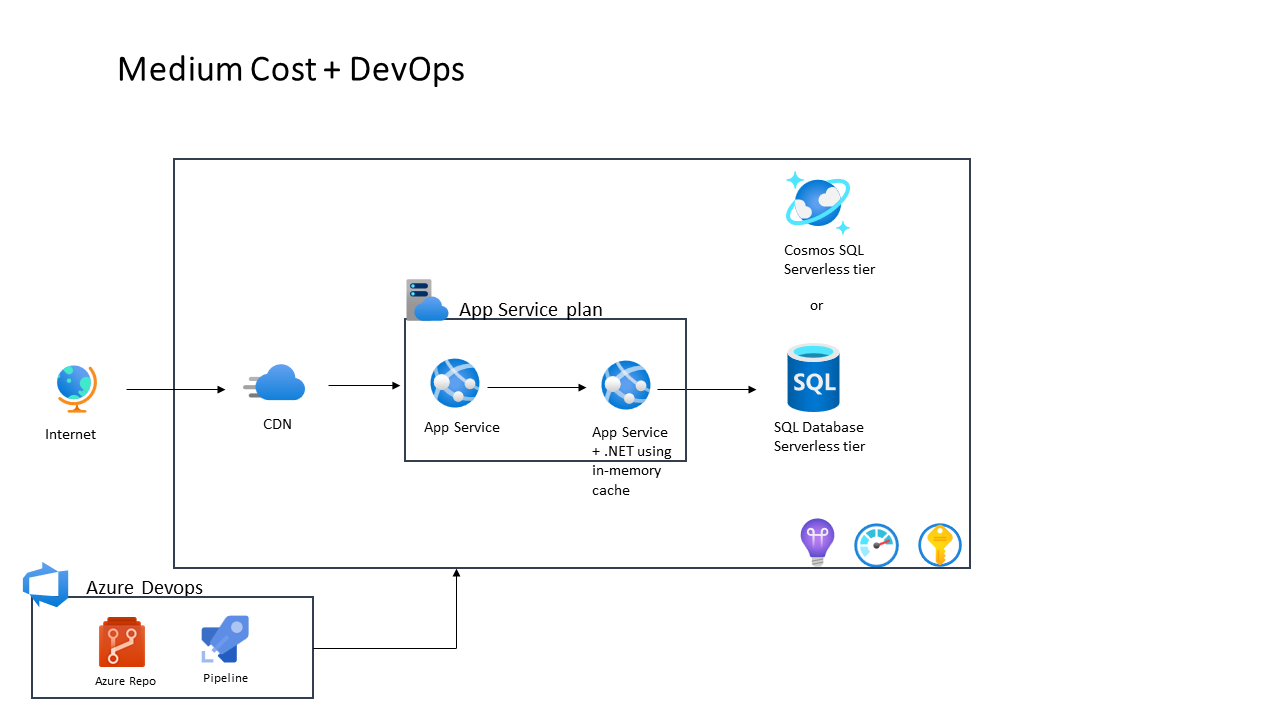 Medium Cost + DevOps
Cosmos SQL
Serverless tier
or
App Service plan
SQL
Internet
CDN
App Service
App Service
+ .NET using
in-memory
cache
SQL Database
Serverless tier
Azure Devops
Azure Repo
Pipeline